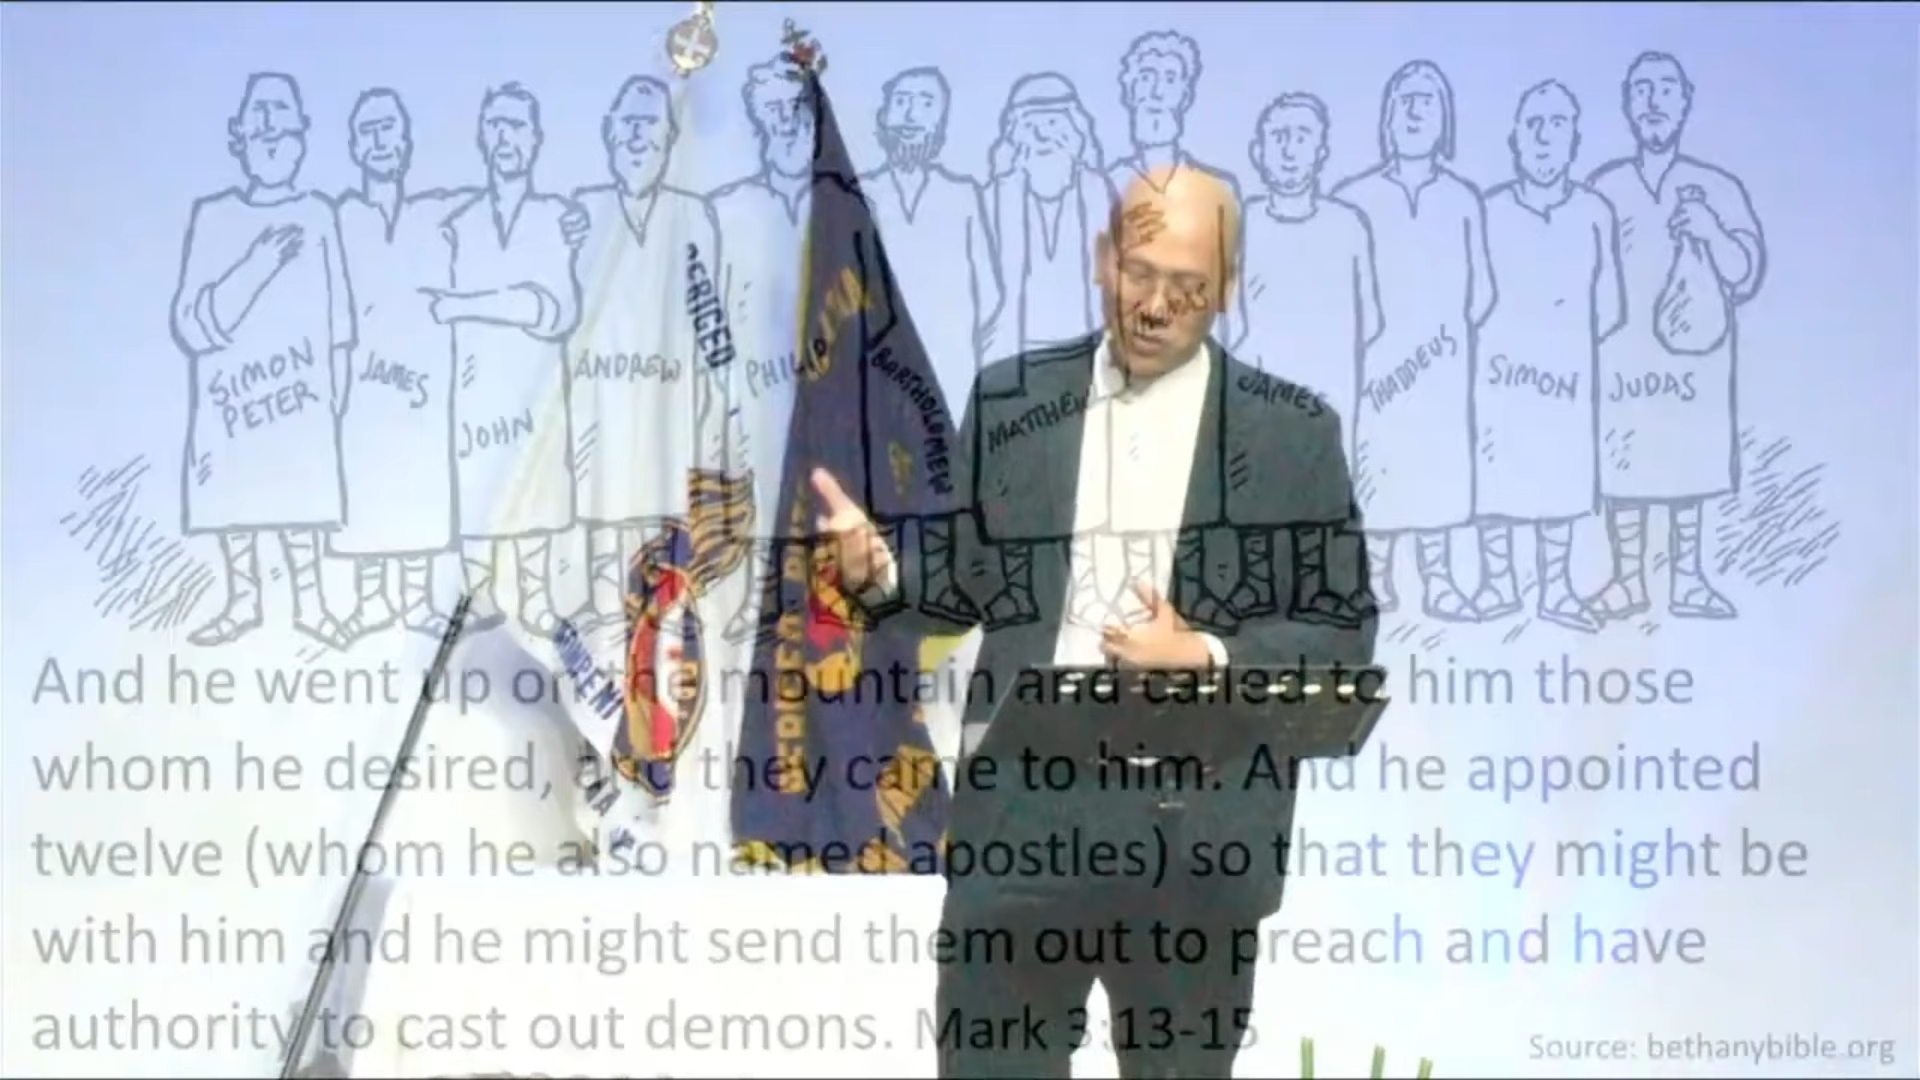 SIMON
PETER
JAMES
JOHN
ANDREW
PHILIP
BARTHOLOMEW
MATTHEW
JAMES
THADDEUS
SIMON
JUDAS
And he went up on the mountain and called to him those
whom he desired, and they came to him. And he appointed
twelve (whom he also named apostles) so that they might be
with him and he might send them out to preach and have
authority to cast out demons. Mark 3:13-15
Source: bethanybible.org